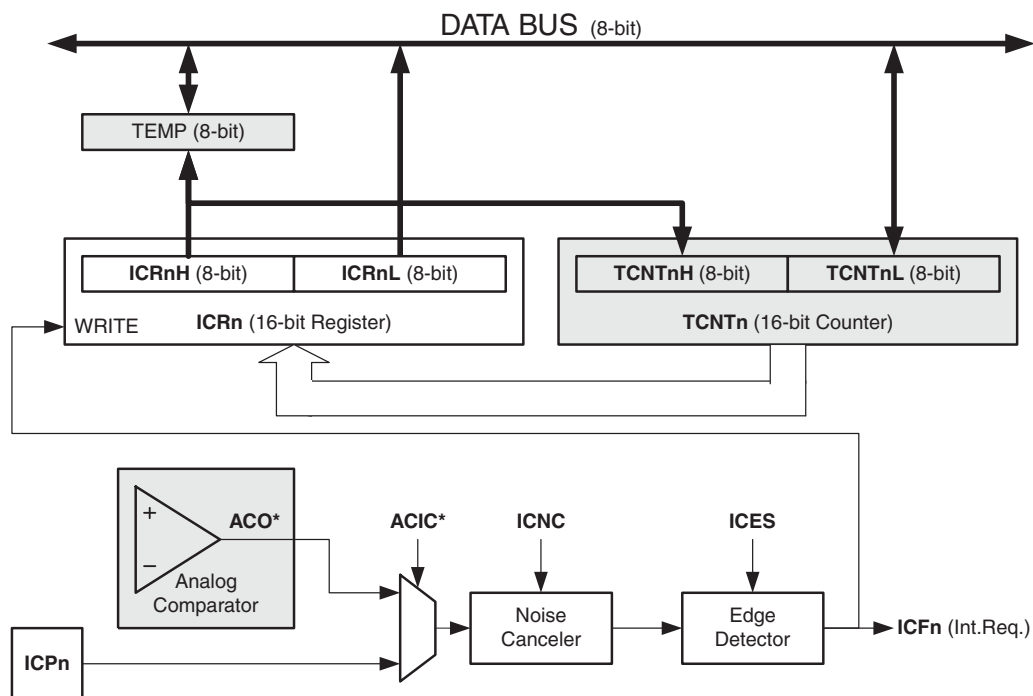 DATA BUS (8-bit)
TEMP (8-bit)
ICRnH (8-bit) ICRnL (8-bit) TCNTnH (8-bit) TCNTnL (8-bit)
WRITE ICRn (16-bit Register) TCNTn (16-bit Counter)
+
ACO* ACIC* ICNC ICES
−
Analog
Comparator
Noise
Canceler
Edge
Detector
ICFn (Int.Req.)
ICPn